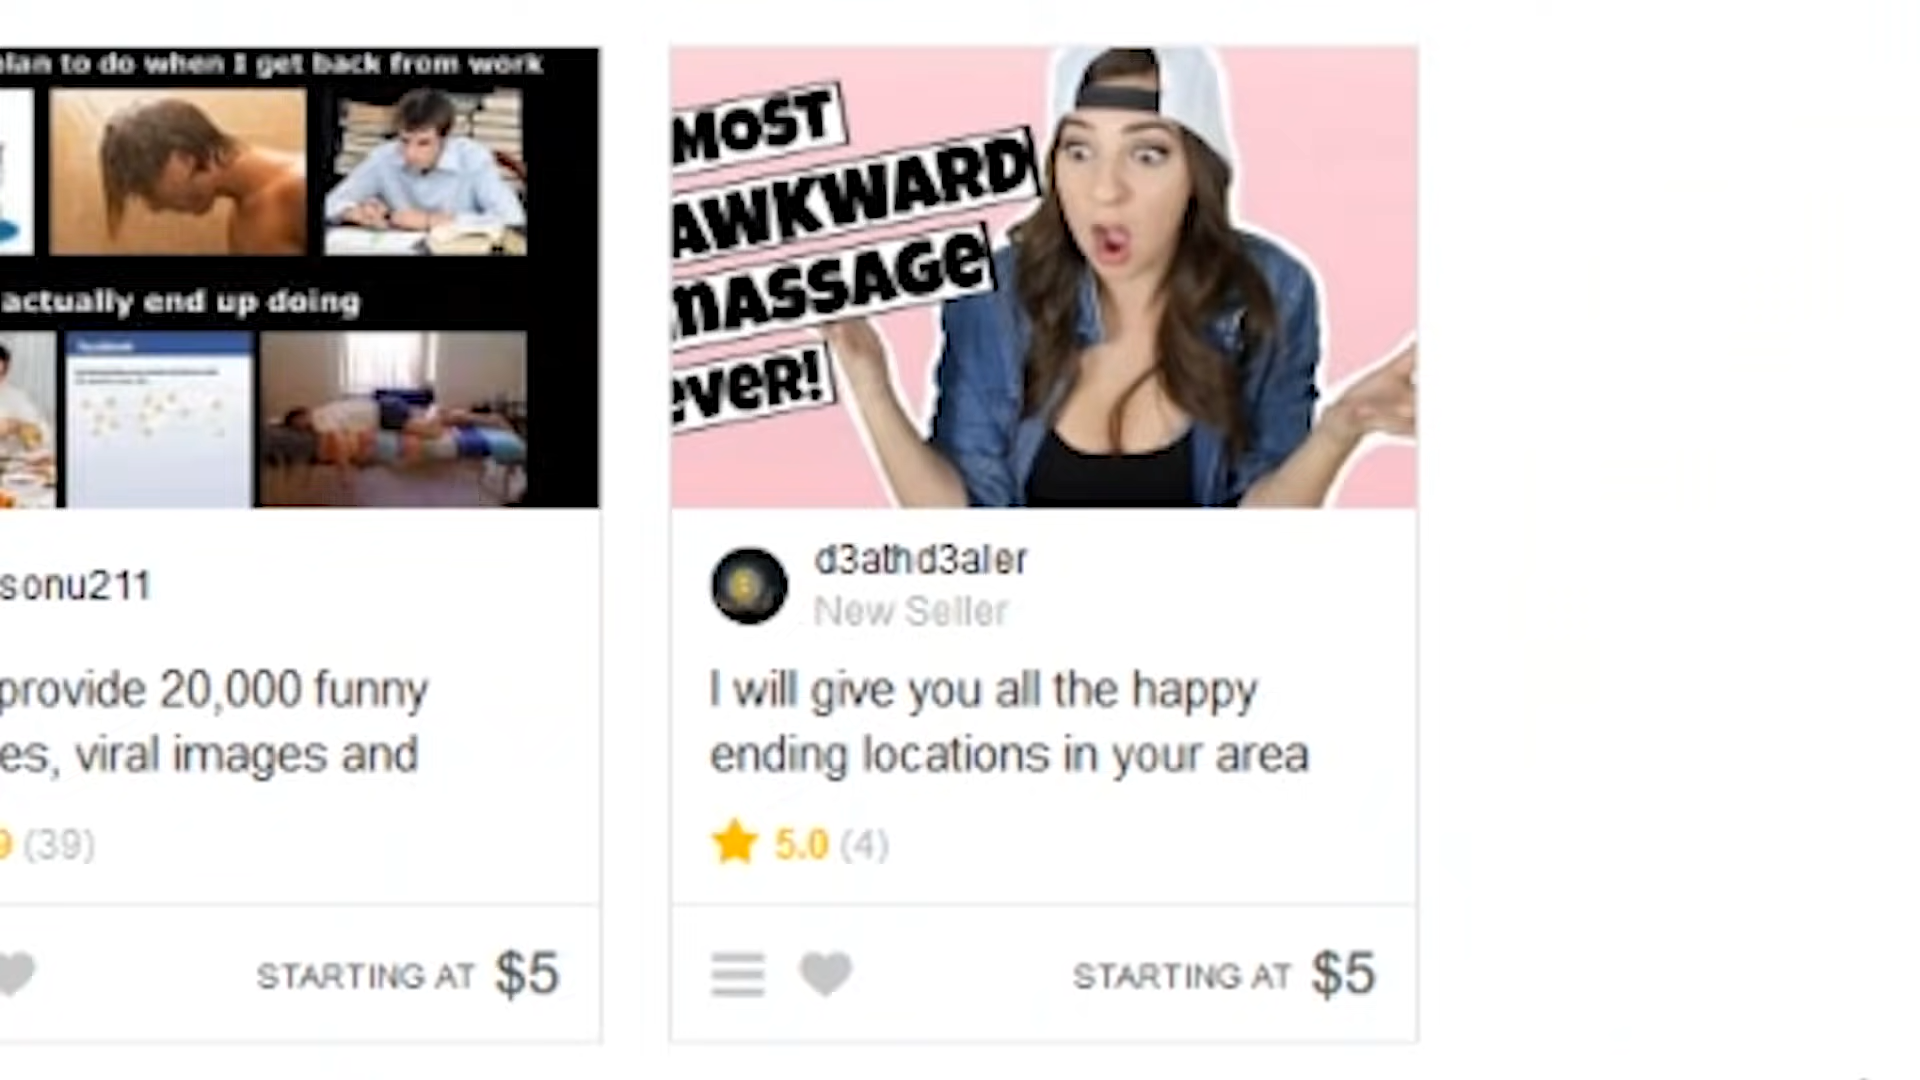 plan to do when I get back from work
actually end up doing
sonu211
provide 20,000 funny
es, viral images and
9 (39)
STARTING AT $5
MOST
AWKWARD
MASSAGE
EVER!
d3athd3aler
New Seller
I will give you all the happy
ending locations in your area
5.0 (4)
STARTING AT $5